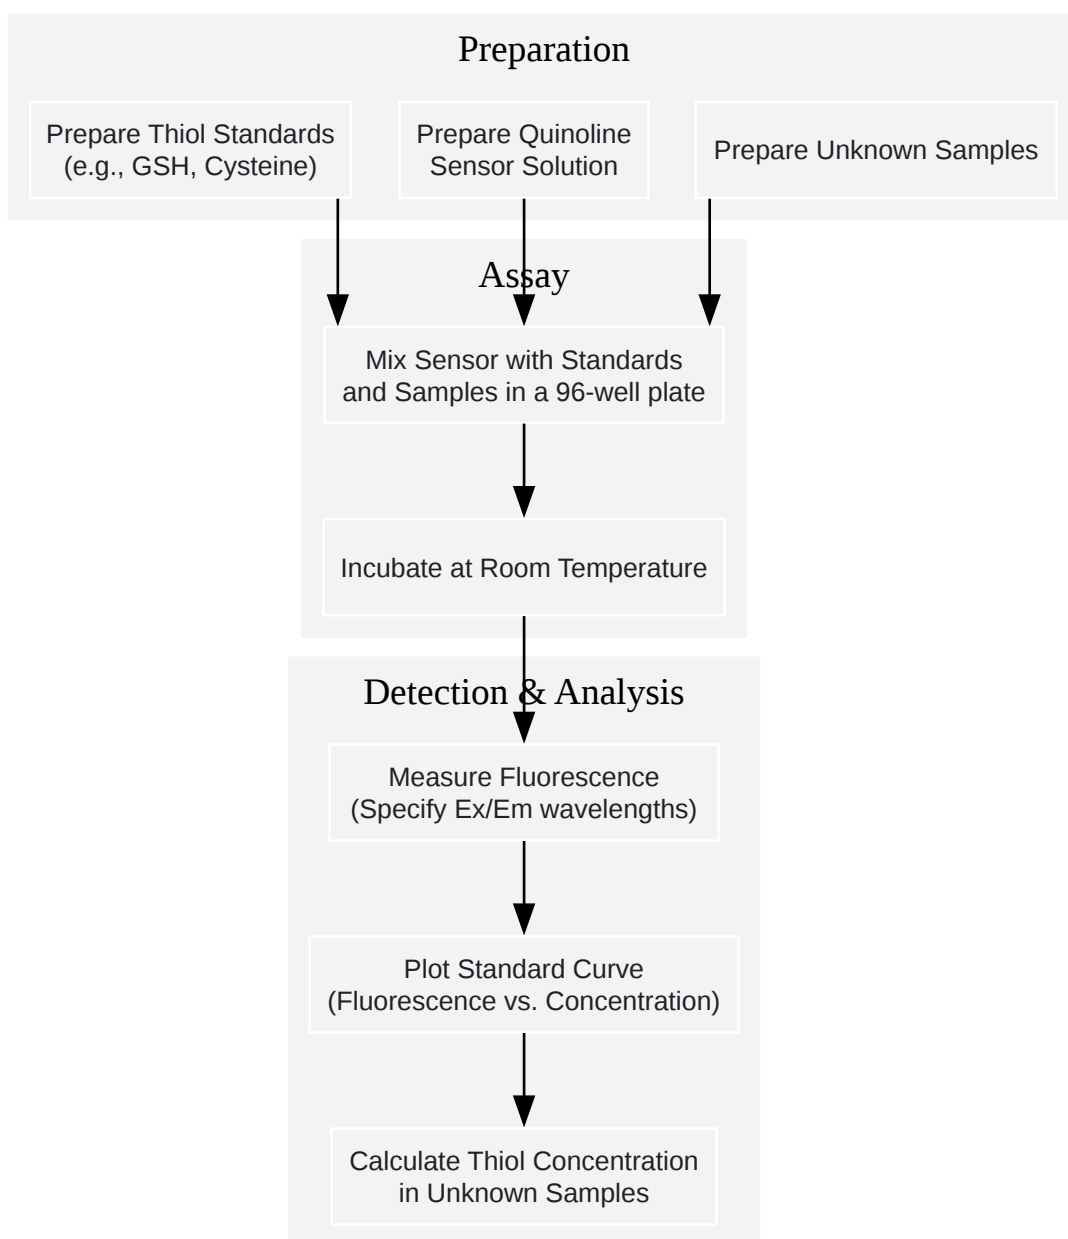 Preparation
Prepare Thiol Standards
(e.g., GSH, Cysteine)
Prepare Quinoline
Sensor Solution
Prepare Unknown Samples
Assay
Mix Sensor with Standards
and Samples in a 96-well plate
Incubate at Room Temperature
Detection & Analysis
Measure Fluorescence
(Specify Ex/Em wavelengths)
Plot Standard Curve
(Fluorescence vs. Concentration)
Calculate Thiol Concentration
in Unknown Samples